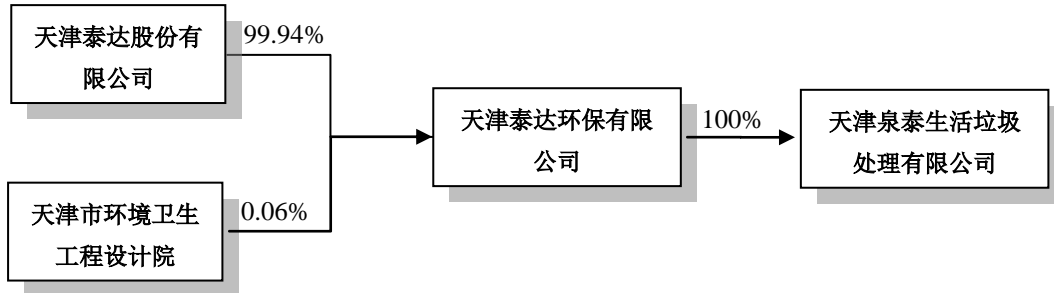 天津泰达股份有
限公司
99.94%
天津市环境卫生
工程设计院
0.06%
天津泰达环保有限
公司
100%
天津泉泰生活垃圾
处理有限公司